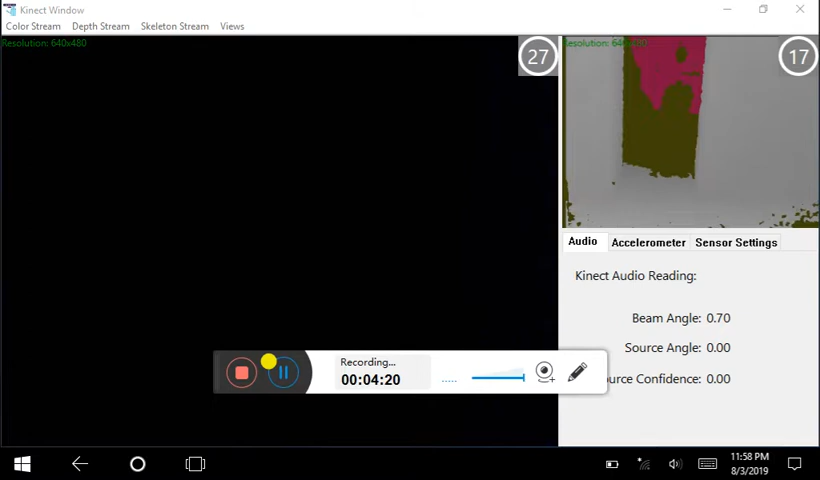 Kinect Window
Color Stream Depth Stream Skeleton Stream Views
Resolution: 640x480
27
Resolution:
17
Audio Accelerometer Sensor Settings
Kinect Audio Reading:
Beam Angle: 0.70
Source Angle: 0.00
Confidence: 0.00
Recording...
00:04:20
11:58 PM
8/3/2019